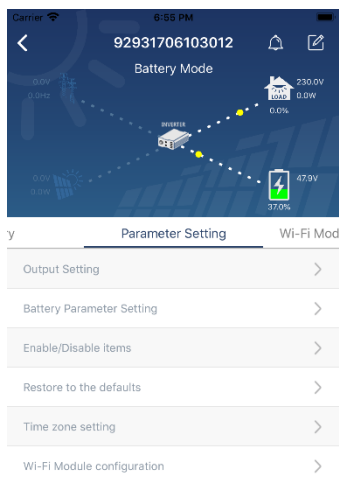 Carrier 6:55 PM
92931706103012
Battery Mode
0.0V
0.0Hz
230.0V
LOAD 0.0W
0.0%
INVERTER
0.0V
0.0W
47.9V
37.0%
y Parameter Setting Wi-Fi Mod
Output Setting
Battery Parameter Setting
Enable/Disable items
Restore to the defaults
Time zone setting
Wi-Fi Module configuration